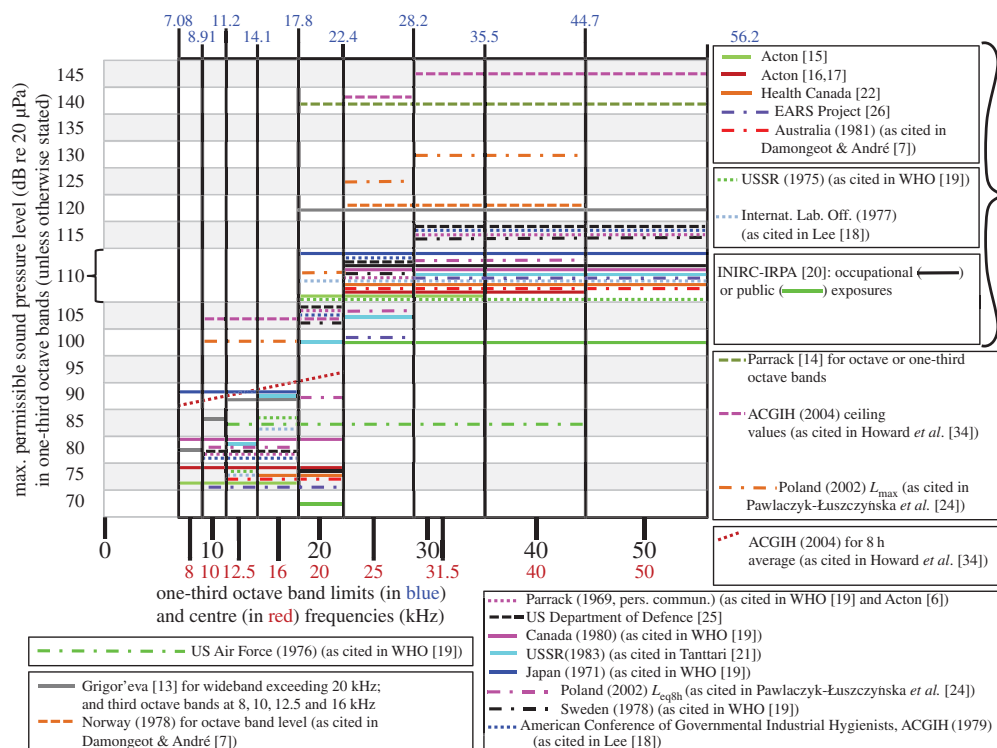 7.08 11.2 17.8 28.2 44.7
8.91 14.1 22.4 35.5 56.2
max. permissible sound pressure level (dB re 20 μPa)
in one-third octave bands (unless otherwise stated)
145
140
135
130
125
120
115
110
105
100
95
90
85
80
75
70
0 10 20 30 40 50
8 10 12.5 16 20 25 31.5 40 50
one-third octave band limits (in blue)
and centre (in red) frequencies (kHz)
Acton [15]
Acton [16,17]
Health Canada [22]
EARS Project [26]
Australia (1981) (as cited in
Damongeot & André [7])
USSR (1975) (as cited in WHO [19])
Internat. Lab. Off. (1977)
(as cited in Lee [18])
INIRC-IRPA [20]: occupational ( )
or public ( ) exposures
Parrack [14] for octave or one-third
octave bands
ACGIH (2004) ceiling
values (as cited in Howard et al. [34])
Poland (2002) Lmax (as cited in
Pawlaczyk-Łuszczyńska et al. [24])
ACGIH (2004) for 8 h
average (as cited in Howard et al. [34])
Parrack (1969, pers. commun.) (as cited in WHO [19] and Acton [6])
US Department of Defence [25]
Canada (1980) (as cited in WHO [19])
USSR(1983) (as cited in Tanttari [21])
Japan (1971) (as cited in WHO [19])
Poland (2002) Leq8h (as cited in Pawlaczyk-Łuszczyńska et al. [24])
Sweden (1978) (as cited in WHO [19])
American Conference of Governmental Industrial Hygienists, ACGIH (1979)
(as cited in Lee [18])
US Air Force (1976) (as cited in WHO [19])
Grigor'eva [13] for wideband exceeding 20 kHz;
and third octave bands at 8, 10, 12.5 and 16 kHz
Norway (1978) for octave band level (as cited in
Damongeot & André [7])